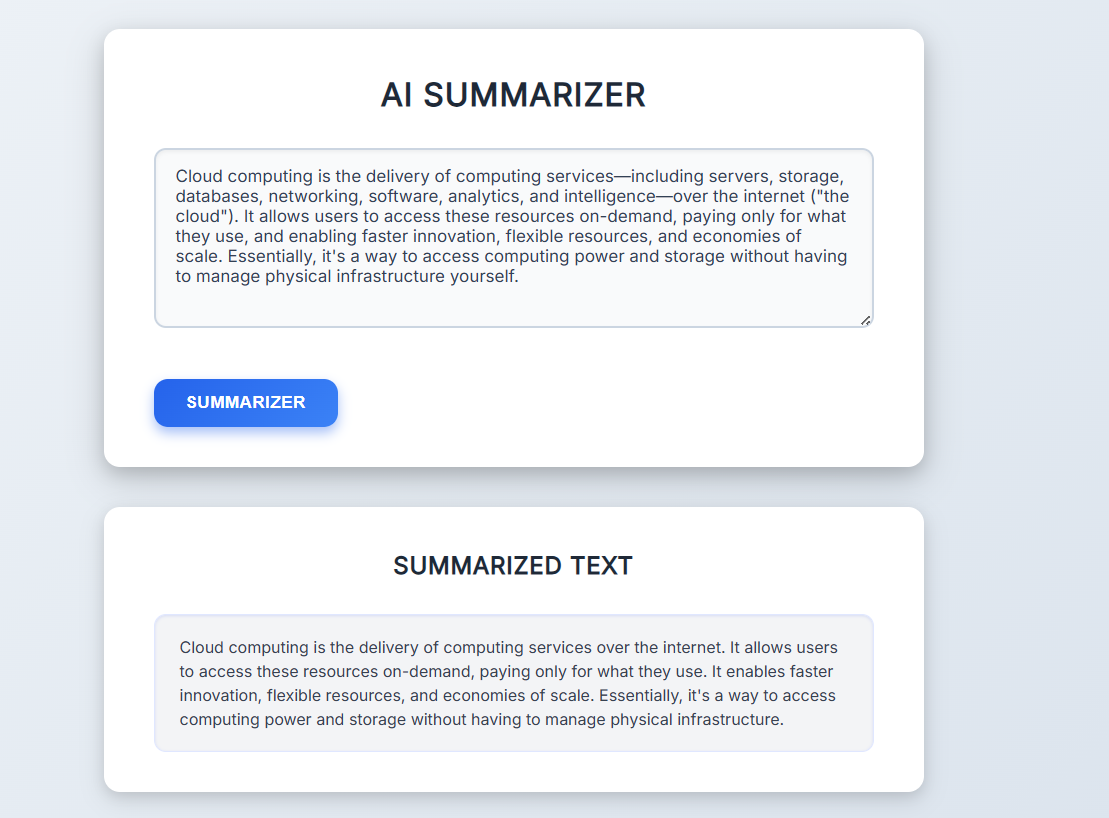 AI SUMMARIZER
Cloud computing is the delivery of computing services—including servers, storage,
databases, networking, software, analytics, and intelligence—over the internet ("the
cloud"). It allows users to access these resources on-demand, paying only for what
they use, and enabling faster innovation, flexible resources, and economies of
scale. Essentially, it's a way to access computing power and storage without having
to manage physical infrastructure yourself.
SUMMARIZER
SUMMARIZED TEXT
Cloud computing is the delivery of computing services over the internet. It allows users
to access these resources on-demand, paying only for what they use. It enables faster
innovation, flexible resources, and economies of scale. Essentially, it's a way to access
computing power and storage without having to manage physical infrastructure.